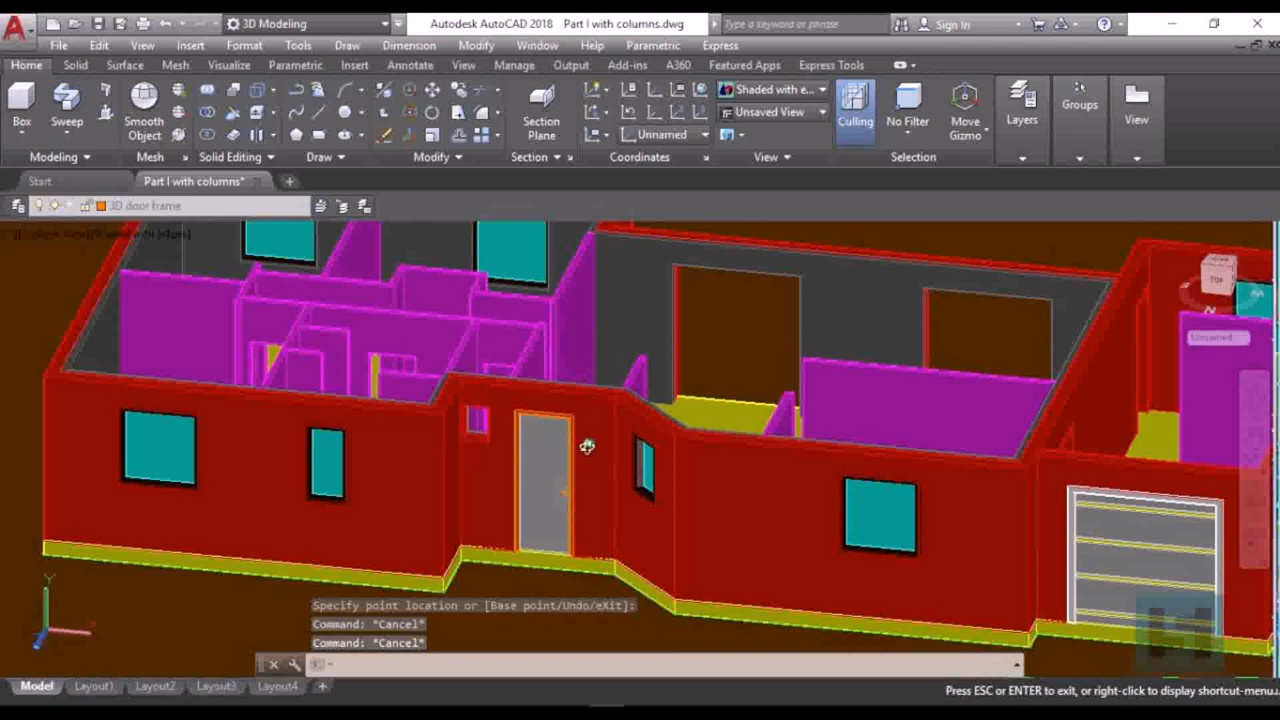 3D Modeling
Autodesk AutoCAD 2018 Part I with columns.dwg
Type a keyword or phrase
Sign In
File Edit View Insert Format Tools Draw Dimension Modify Window Help Parametric Express
Home Solid Surface Mesh Visualize Parametric Insert Annotate View Manage Output Add-ins A360 Featured Apps Express Tools
Shaded with e...
Unsaved View
Unnamed
Box Sweep Smooth Object Section Plane Culling No Filter Move Gizmo Layers Groups View
Modeling Mesh Solid Editing Draw Modify Section Coordinates View Selection
Start Part I with columns*
3D door frame
TOP
Unnamed
Y
Specify point location or [Base point/Undo/eXit]:
Command: *Cancel*
Command: *Cancel*
Model Layout1 Layout2 Layout3 Layout4 +
Press ESC or ENTER to exit, or right-click to display shortcut-menu.